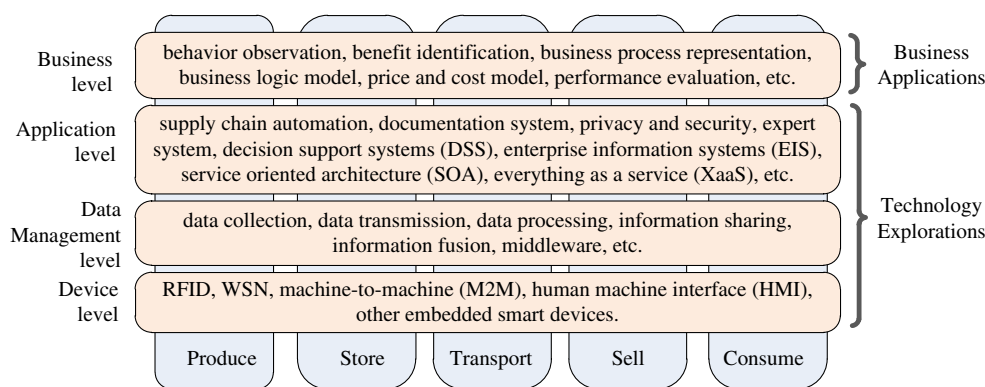 Business
level
behavior observation, benefit identification, business process representation,
business logic model, price and cost model, performance evaluation, etc.
Business
Applications
Application
level
supply chain automation, documentation system, privacy and security, expert
system, decision support systems (DSS), enterprise information systems (EIS),
service oriented architecture (SOA), everything as a service (XaaS), etc.
Data
Management
level
data collection, data transmission, data processing, information sharing,
information fusion, middleware, etc.
Technology
Explorations
Device
level
RFID, WSN, machine-to-machine (M2M), human machine interface (HMI),
other embedded smart devices.
Produce
Store
Transport
Sell
Consume